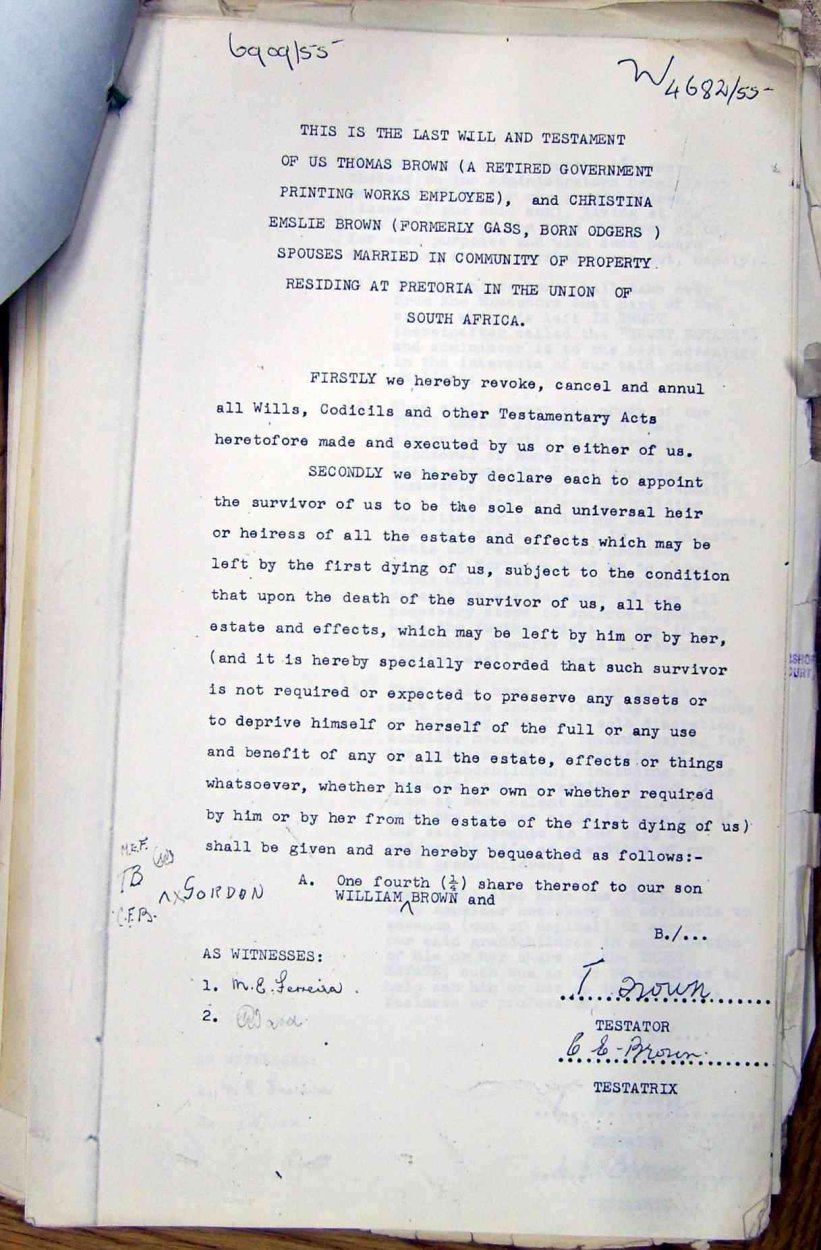 6909/55
W4682/55
THIS IS THE LAST WILL AND TESTAMENT
OF US THOMAS BROWN (A RETIRED GOVERNMENT
PRINTING WORKS EMPLOYEE), and CHRISTINA
EMSLIE BROWN (FORMERLY GASS, BORN ODGERS )
SPOUSES MARRIED IN COMMUNITY OF PROPERTY
RESIDING AT PRETORIA IN THE UNION OF
SOUTH AFRICA.
FIRSTLY we hereby revoke, cancel and annul
all Wills, Codicils and other Testamentary Acts
heretofore made and executed by us or either of us.
SECONDLY we hereby declare each to appoint
the survivor of us to be the sole and universal heir
or heiress of all the estate and effects which may be
left by the first dying of us, subject to the condition
that upon the death of the survivor of us, all the
estate and effects, which may be left by him or by her,
(and it is hereby specially recorded that such survivor
is not required or expected to preserve any assets or
to deprive himself or herself of the full or any use
and benefit of any or all the estate, effects or things
whatsoever, whether his or her own or whether required
by him or by her from the estate of the first dying of us)
shall be given and are hereby bequeathed as follows:-
M.E.F.
TB
C.E.B.
GORDON
A. One fourth (¼) share thereof to our son
WILLIAM BROWN and
B./...
AS WITNESSES:
1. M.E. Ferreira
2.
T Brown
TESTATOR
C E Brown
TESTATRIX